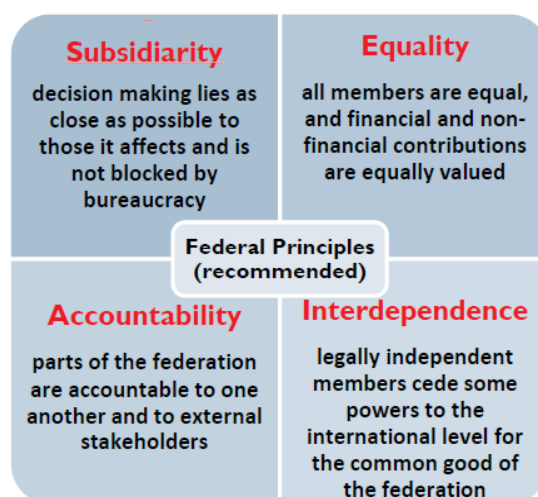 Subsidiarity
decision making lies as
close as possible to
those it affects and is
not blocked by
bureaucracy
Equality
all members are equal,
and financial and non-
financial contributions
are equally valued
Federal Principles
(recommended)
Accountability
parts of the federation
are accountable to one
another and to external
stakeholders
Interdependence
legally independent
members cede some
powers to the
international level for
the common good of
the federation